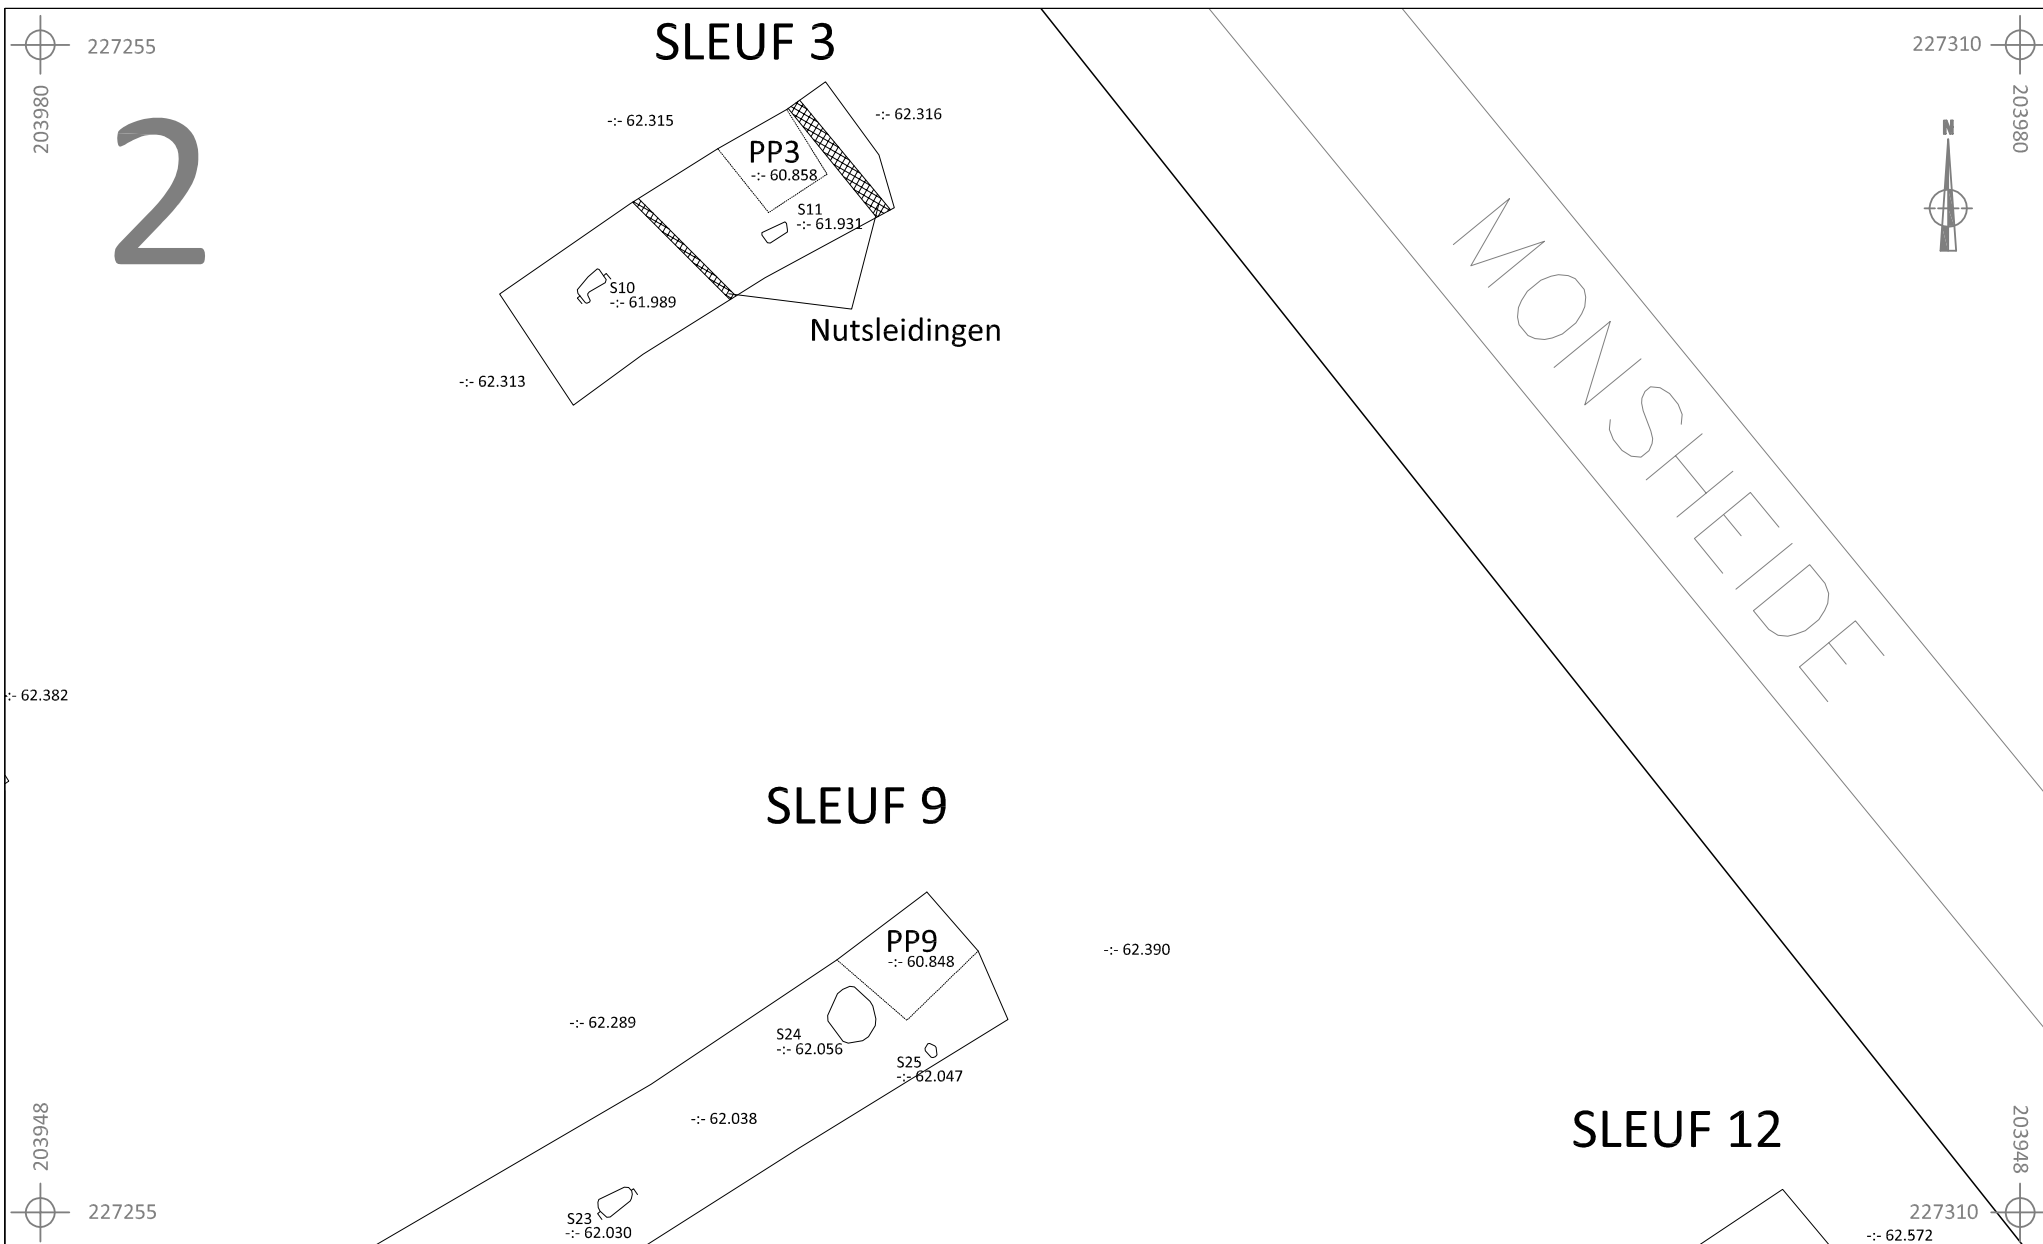 SLEUF 3
227255
227310
203980
203980
2
N
-:- 62.315
-:- 62.316
PP3
-:- 60.858
S11
-:- 61.931
S10
-:- 61.989
Nutsleidingen
-:- 62.313
MONSHEIDE
-:- 62.382
SLEUF 9
PP9
-:- 60.848
-:- 62.390
-:- 62.289
S24
-:- 62.056
S25
-:- 62.047
-:- 62.038
SLEUF 12
203948
203948
S23
-:- 62.030
227255
227310
-:- 62.572